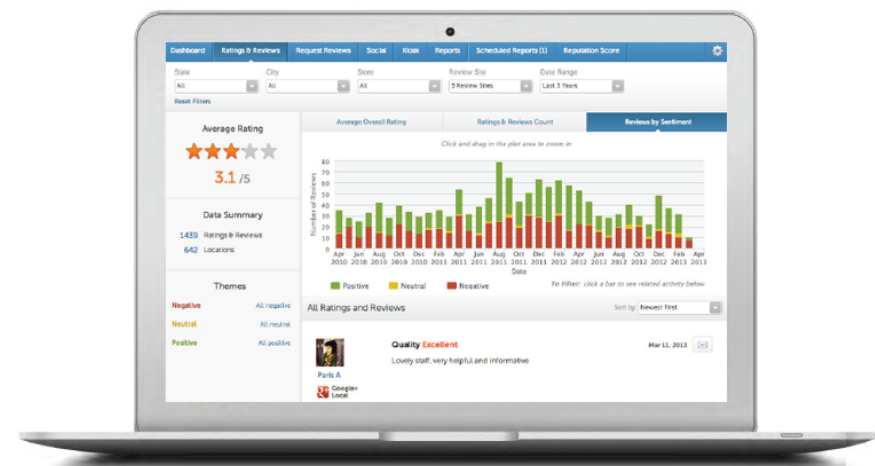 Dashboard Ratings & Reviews Request Reviews Social Kiosk Reports Scheduled Reports (1) Reputation Score
State City Store Review Site Date Range
All All All 3 Review Sites Last 3 Years
Reset Filters
Average Rating
3.1 /5
Data Summary
1439 Ratings & Reviews
642 Locations
Themes
Negative All negative
Neutral All neutral
Positive All positive
Average Overall Rating Ratings & Reviews Count Reviews by Sentiment
Click and drag in the plot area to zoom in
Number of Reviews
80
70
60
50
40
30
20
10
0
Apr Jun Aug Oct Dec Feb Apr Jun Aug Oct Dec Feb Apr Jun Aug Oct Dec Feb Apr
2010 2010 2010 2010 2010 2011 2011 2011 2011 2011 2011 2012 2012 2012 2012 2012 2012 2013 2013
Date
Positive Neutral Negative
To Filter: click a bar to see related activity below
All Ratings and Reviews
Sort by Newest First
Quality Excellent
Mar 11, 2013
Lovely staff, very helpful and informative
Paris A
Google+
Local